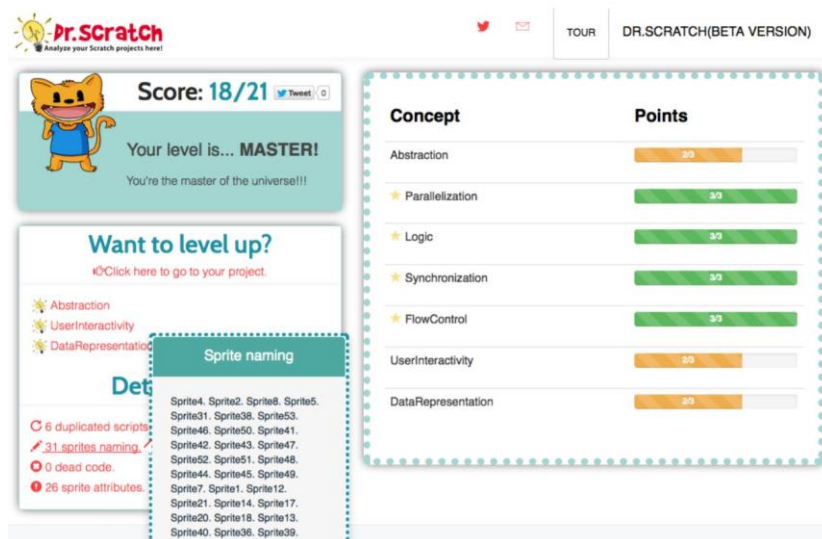 Dr.Scratch
Analyze your Scratch projects here!
TOUR
DR.SCRATCH(BETA VERSION)
Score: 18/21
Tweet
0
Your level is... MASTER!
You're the master of the universe!!!
Want to level up?
Click here to go to your project.
Abstraction
UserInteractivity
DataRepresentatio
Det
6 duplicated scripts
31 sprites naming.
0 dead code.
26 sprite attributes.
Sprite naming
Sprite4. Sprite2. Sprite8. Sprite5.
Sprite31. Sprite38. Sprite53.
Sprite46. Sprite50. Sprite41.
Sprite42. Sprite43. Sprite47.
Sprite52. Sprite51. Sprite48.
Sprite44. Sprite45. Sprite49.
Sprite7. Sprite1. Sprite12.
Sprite21. Sprite14. Sprite17.
Sprite20. Sprite18. Sprite13.
Sprite40. Sprite36. Sprite39.
Concept Points
Abstraction 2/3
Parallelization 3/3
Logic 3/3
Synchronization 3/3
FlowControl 3/3
UserInteractivity 2/3
DataRepresentation 2/3